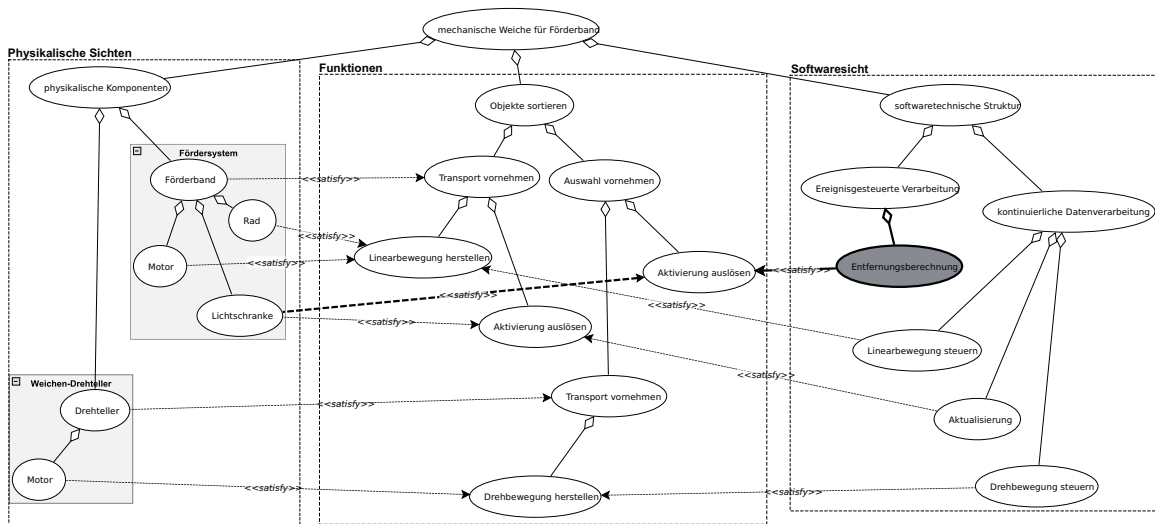 mechanische Weiche für Förderband
Physikalische Sichten
Funktionen
Softwaresicht
physikalische Komponenten
Objekte sortieren
softwaretechnische Struktur
Fördersystem
Förderband
<<satisfy>>
Transport vornehmen
Auswahl vornehmen
Ereignisgesteuerte Verarbeitung
Rad
kontinuierliche Datenverarbeitung
<<satisfy>>
Motor
<<satisfy>>
Linearbewegung herstellen
Aktivierung auslösen
<<satisfy>>
Entfernungsberechnung
<<satisfy>>
<<satisfy>>
Lichtschranke
<<satisfy>>
Aktivierung auslösen
Linearbewegung steuern
<<satisfy>>
Weichen-Drehteller
Drehteller
<<satisfy>>
Transport vornehmen
Aktualisierung
Motor
<<satisfy>>
Drehbewegung herstellen
<<satisfy>>
Drehbewegung steuern